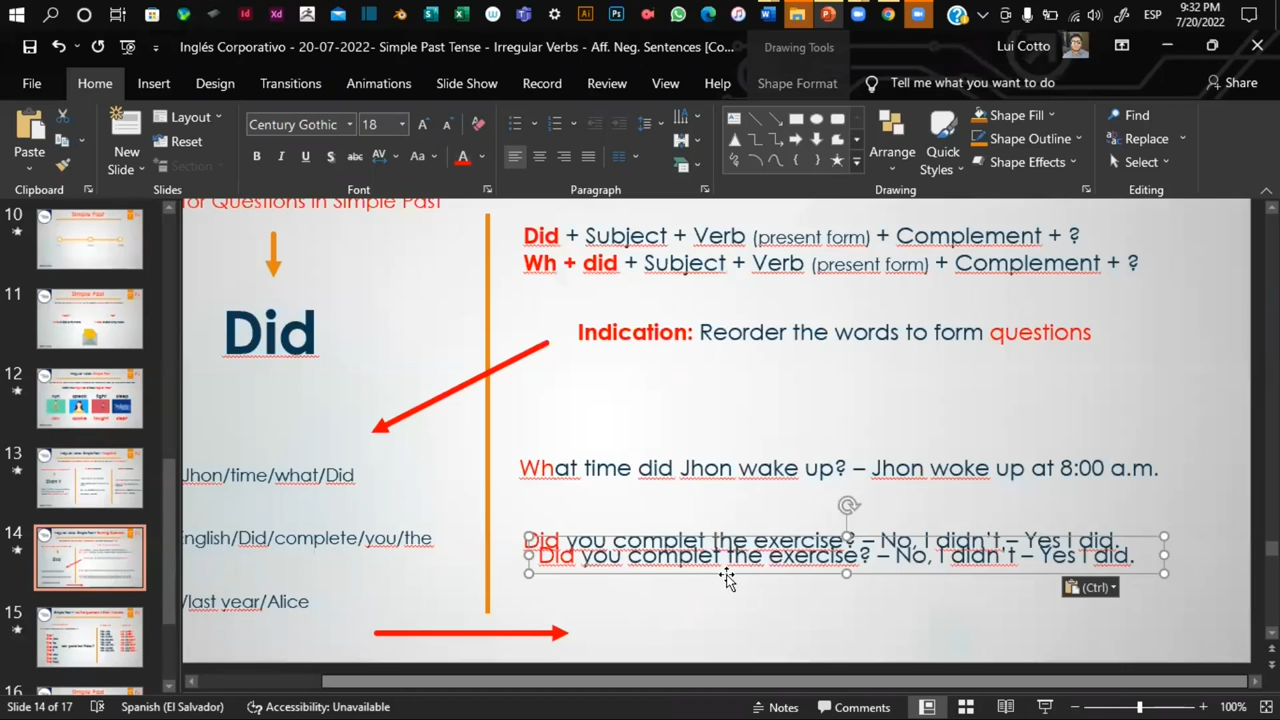 9:32 PM
ESP
7/20/2022
Inglés Corporativo - 20-07-2022- Simple Past Tense - Irregular Verbs - Aff. Neg. Sentences [Co...
Drawing Tools
Lui Cotto
File Home Insert Design Transitions Animations Slide Show Record Review View Help Shape Format Tell me what you want to do Share
Paste
Clipboard
New Slide
Layout
Reset
Section
Slides
Century Gothic 18
B I U S abc AV Aa A
Font
Paragraph
Arrange
Quick Styles
Shape Fill
Shape Outline
Shape Effects
Drawing
Find
Replace
Select
Editing
10
11
12
13
14
15
16
Simple Past
for Questions in Simple Past
Did
Did + Subject + Verb (present form) + Complement + ?
Wh + did + Subject + Verb (present form) + Complement + ?
Indication: Reorder the words to form questions
Jhon/time/what/Did
What time did Jhon wake up? – Jhon woke up at 8:00 a.m.
nglish/Did/complete/you/the
Did you complet the exercise? – No, I didn't – Yes I did.
Did you complet the exercise? – No, I didn't – Yes I did.
/last year/Alice
(Ctrl)
Slide 14 of 17
Spanish (El Salvador)
Accessibility: Unavailable
Notes
Comments
100%